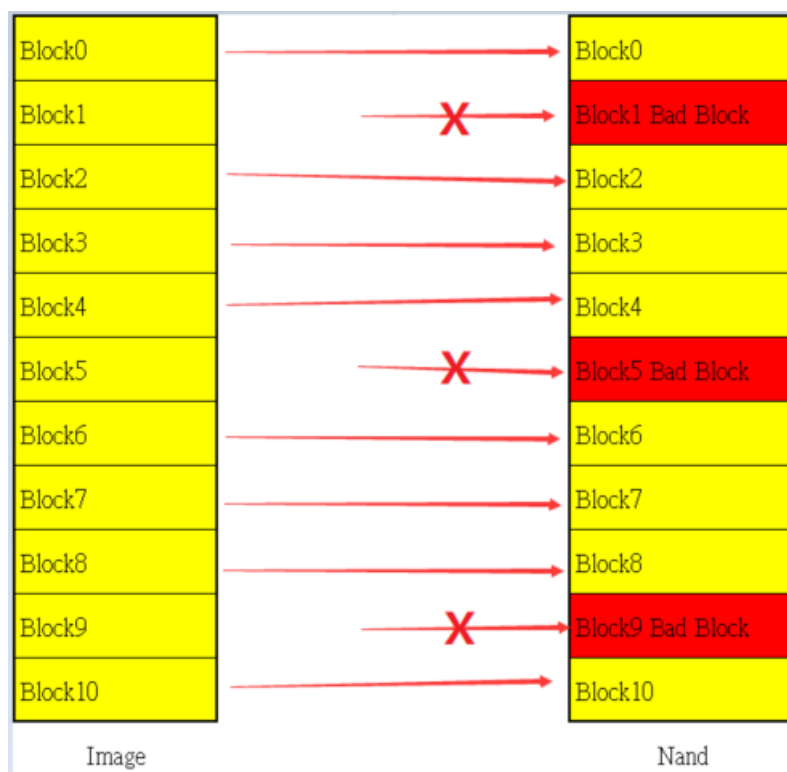 Block0
Block0
Block1
X
Block1 Bad Block
Block2
Block2
Block3
Block3
Block4
Block4
Block5
X
Block5 Bad Block
Block6
Block6
Block7
Block7
Block8
Block8
Block9
X
Block9 Bad Block
Block10
Block10
Image
Nand